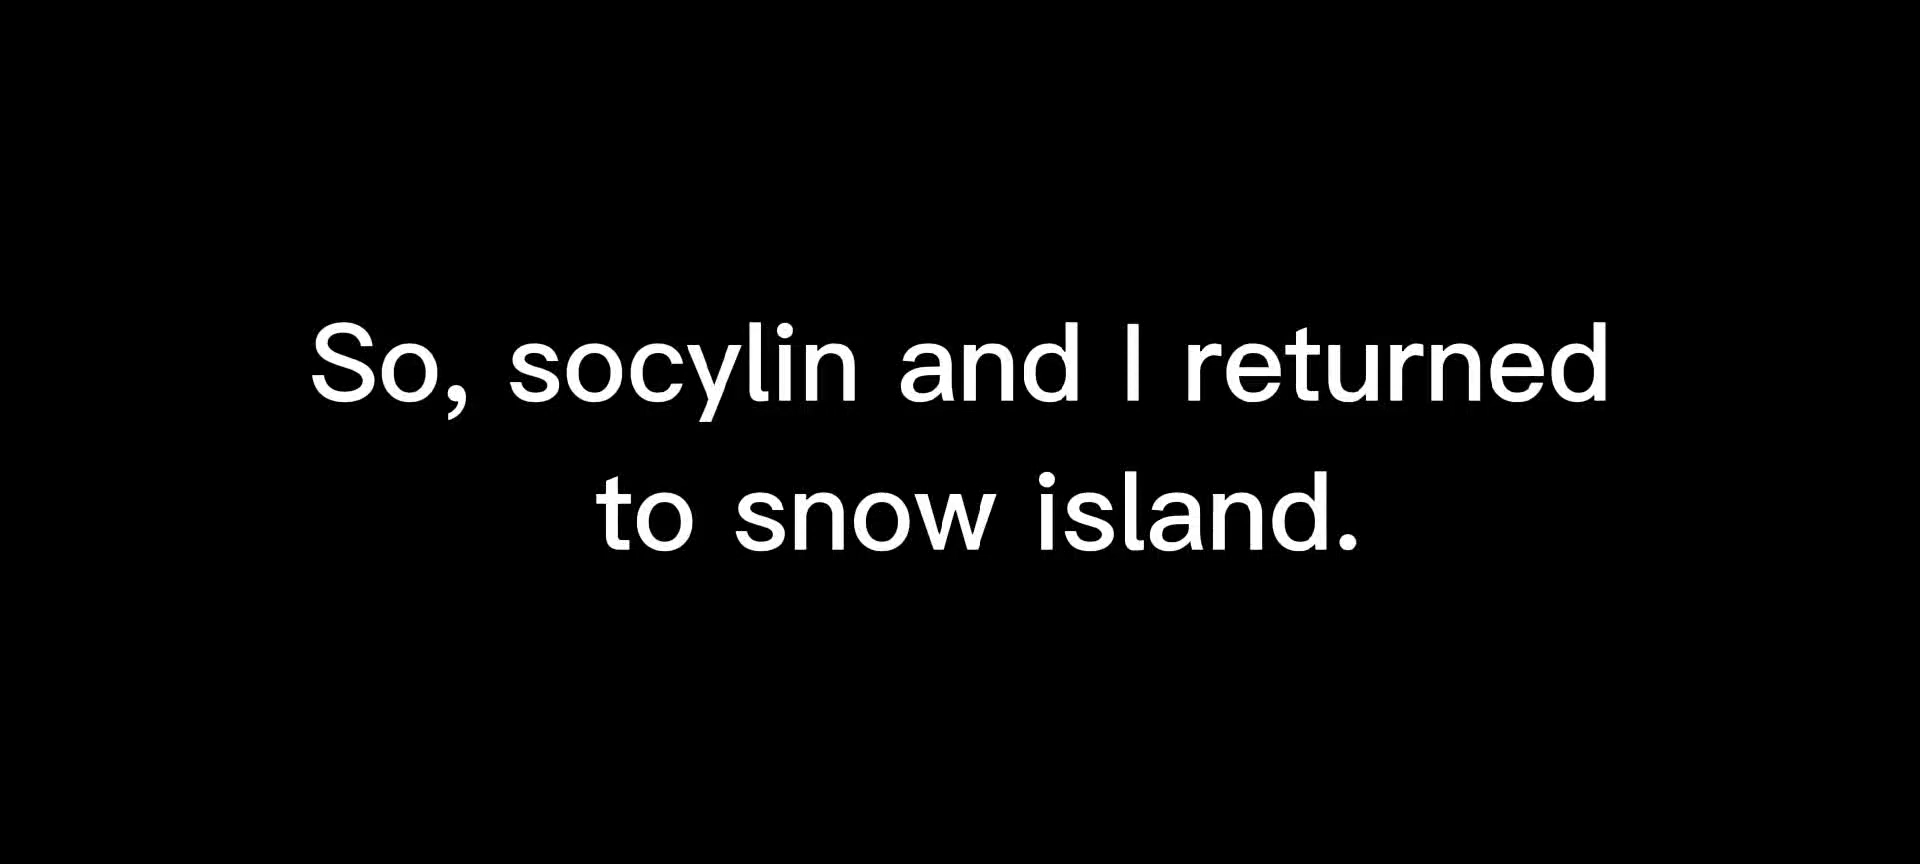 So, socylin and I returned
to snow island.